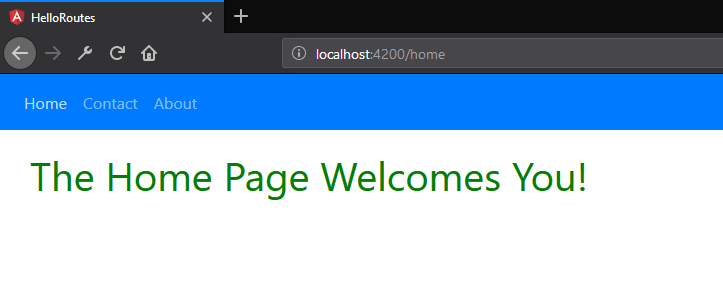 HelloRoutes
localhost:4200/home
Home Contact About
The Home Page Welcomes You!